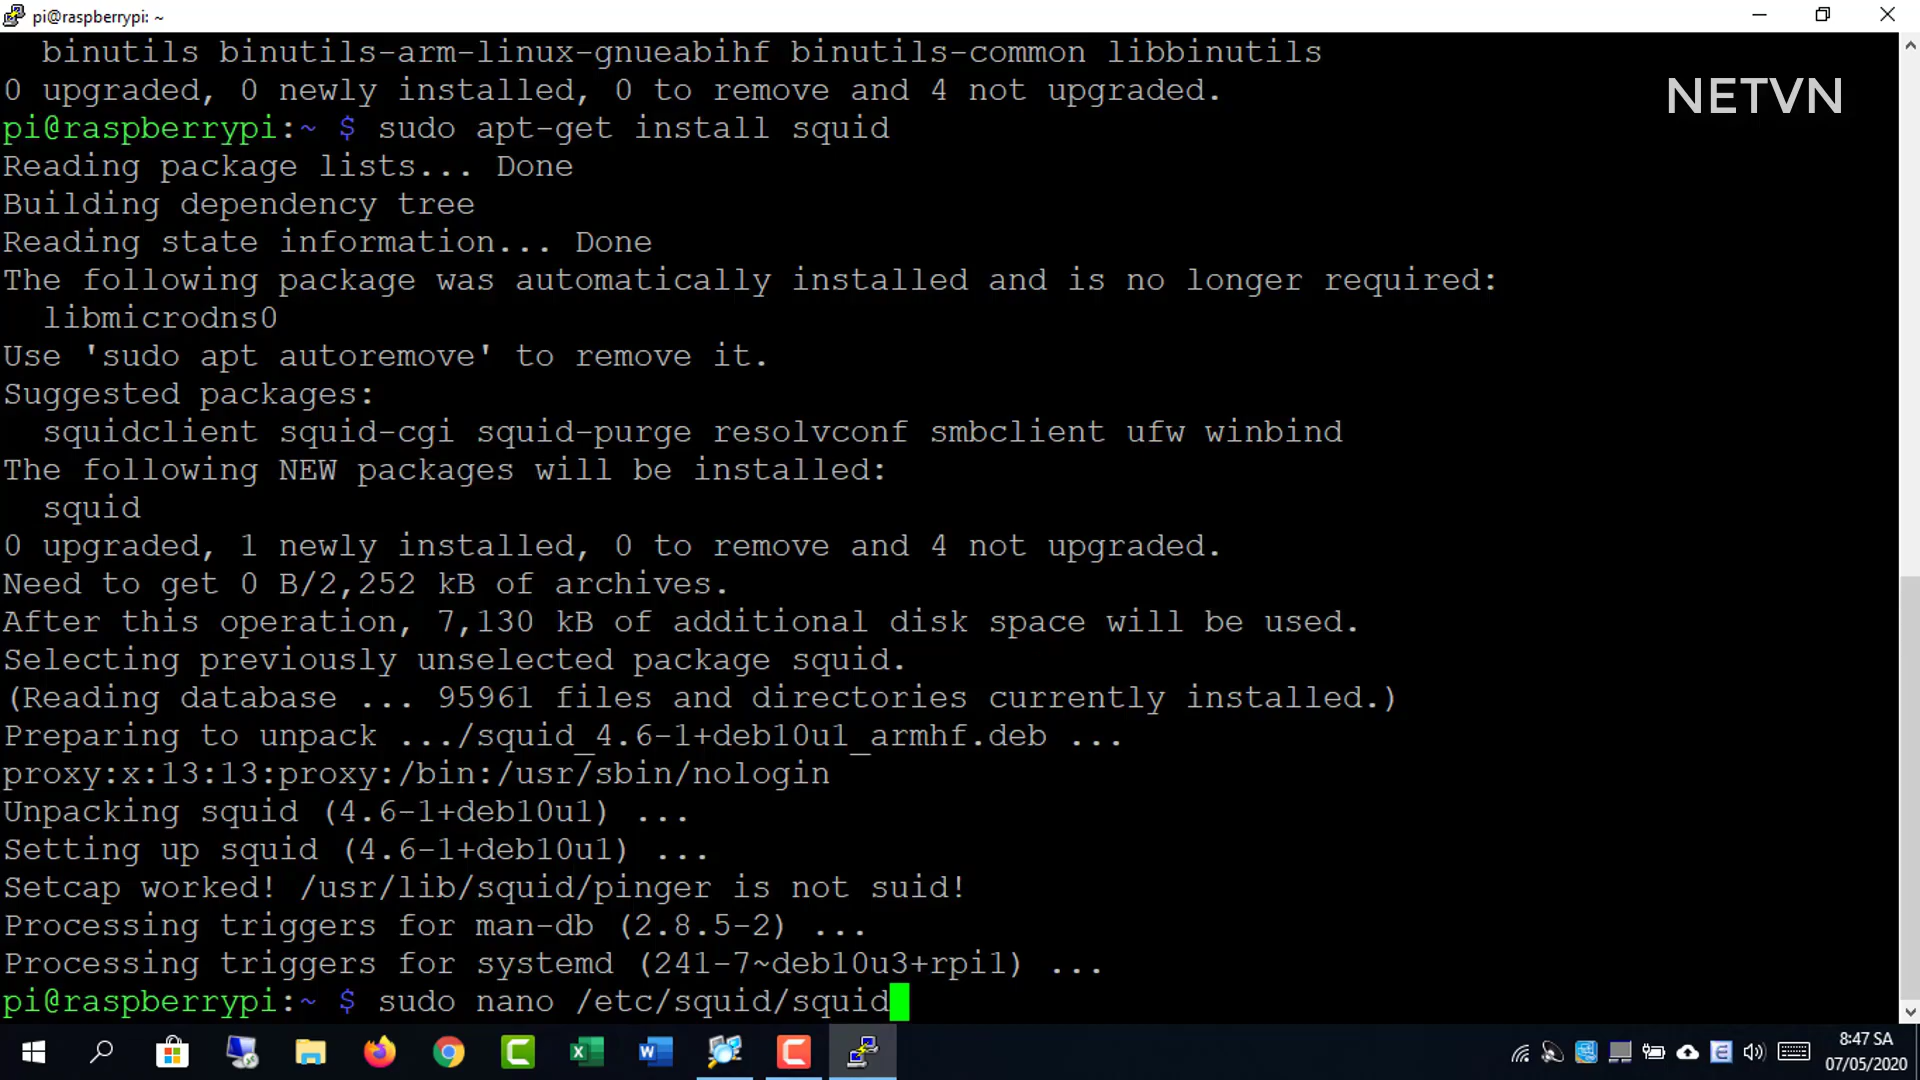 pi@raspberrypi: ~
binutils binutils-arm-linux-gnueabihf binutils-common libbinutils
0 upgraded, 0 newly installed, 0 to remove and 4 not upgraded.
NETVN
pi@raspberrypi:~ $ sudo apt-get install squid
Reading package lists... Done
Building dependency tree
Reading state information... Done
The following package was automatically installed and is no longer required:
libmicrodns0
Use 'sudo apt autoremove' to remove it.
Suggested packages:
squidclient squid-cgi squid-purge resolvconf smbclient ufw winbind
The following NEW packages will be installed:
squid
0 upgraded, 1 newly installed, 0 to remove and 4 not upgraded.
Need to get 0 B/2,252 kB of archives.
After this operation, 7,130 kB of additional disk space will be used.
Selecting previously unselected package squid.
(Reading database ... 95961 files and directories currently installed.)
Preparing to unpack .../squid_4.6-1+deb10u1_armhf.deb ...
proxy:x:13:13:proxy:/bin:/usr/sbin/nologin
Unpacking squid (4.6-1+deb10u1) ...
Setting up squid (4.6-1+deb10u1) ...
Setcap worked! /usr/lib/squid/pinger is not suid!
Processing triggers for man-db (2.8.5-2) ...
Processing triggers for systemd (241-7~deb10u3+rpi1) ...
pi@raspberrypi:~ $ sudo nano /etc/squid/squid
8:47 SA
07/05/2020